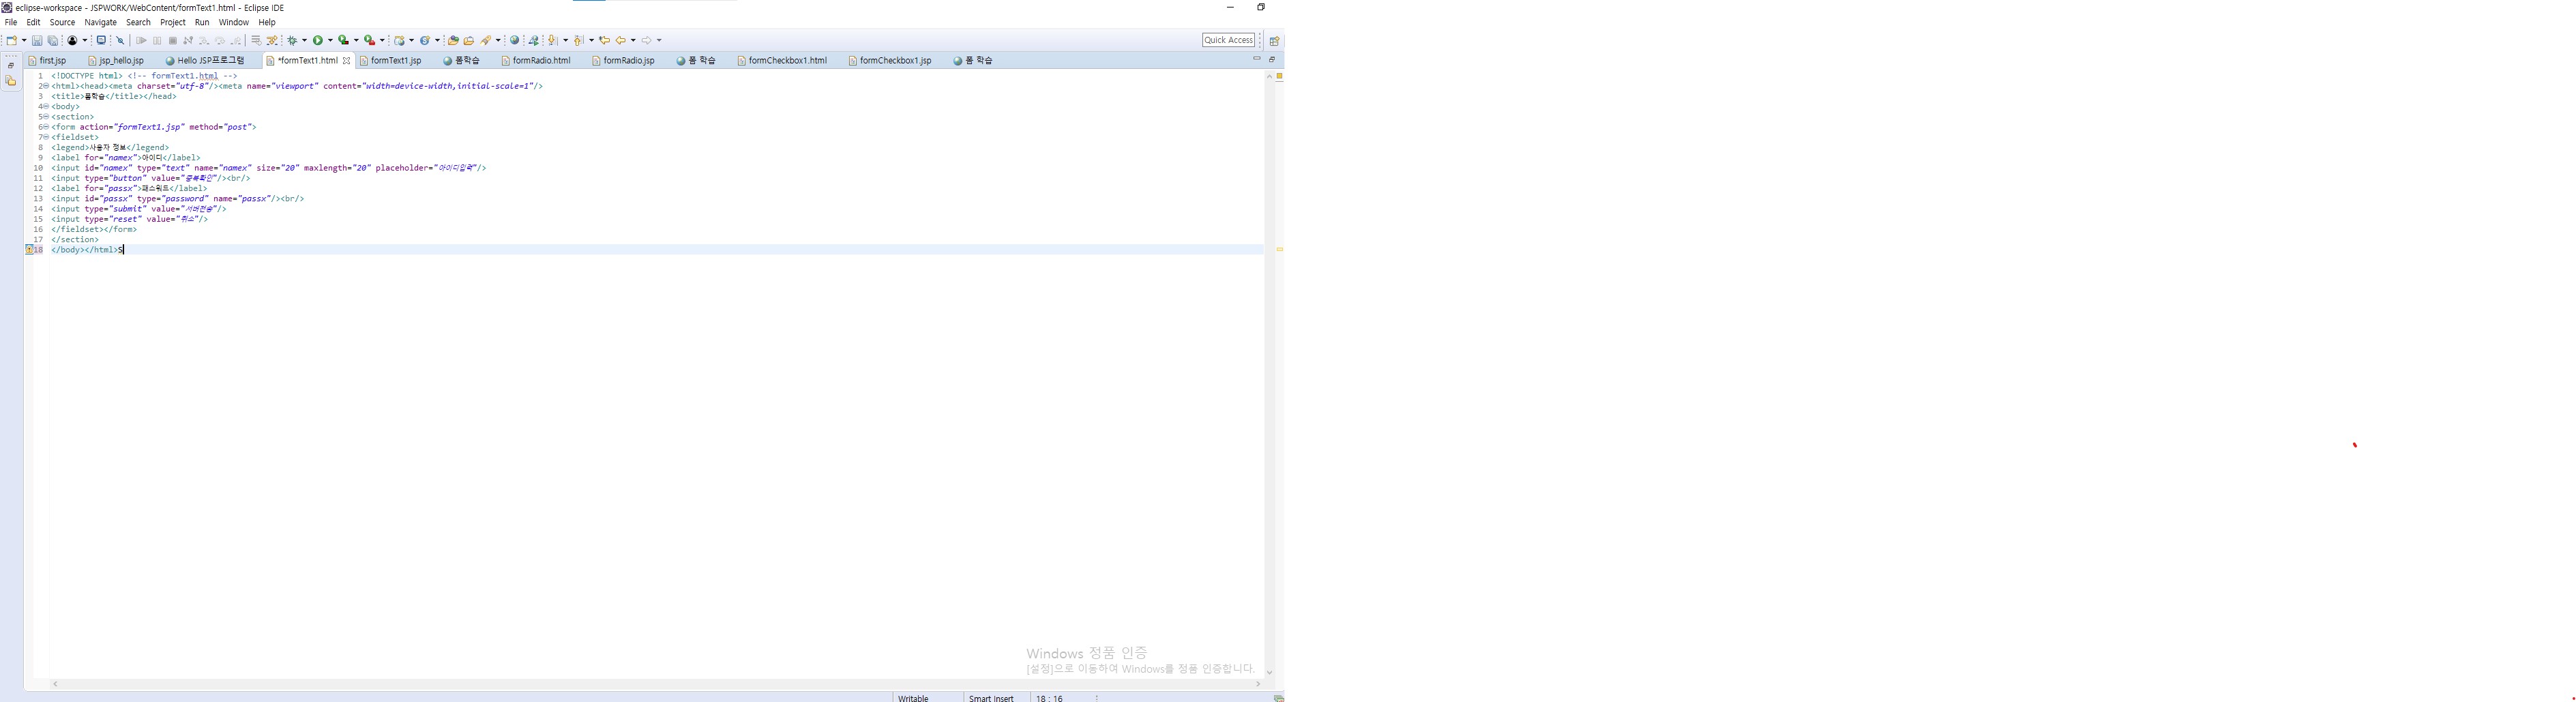 eclipse-workspace - JSPWORK/WebContent/formText1.html - Eclipse IDE
File Edit Source Navigate Search Project Run Window Help
Quick Access
first.jsp jsp_hello.jsp Hello JSP프로그램 *formText1.html formText1.jsp 폼학습 formRadio.html formRadio.jsp 폼 학습 formCheckbox1.html formCheckbox1.jsp 폼 학습
1 <!DOCTYPE html> <!-- formText1.html -->
2 <html><head><meta charset="utf-8"/><meta name="viewport" content="width=device-width,initial-scale=1"/>
3 <title>폼학습</title></head>
4 <body>
5 <section>
6 <form action="formText1.jsp" method="post">
7 <fieldset>
8 <legend>사용자 정보</legend>
9 <label for="namex">아이디</label>
10 <input id="namex" type="text" name="namex" size="20" maxlength="20" placeholder="아이디입력"/>
11 <input type="button" value="중복확인"/><br/>
12 <label for="passx">패스워드</label>
13 <input id="passx" type="password" name="passx"/><br/>
14 <input type="submit" value="서버전송"/>
15 <input type="reset" value="취소"/>
16 </fieldset></form>
17 </section>
18 </body></html>S
Windows 정품 인증
[설정]으로 이동하여 Windows를 정품 인증합니다.
Writable Smart Insert 18 : 16